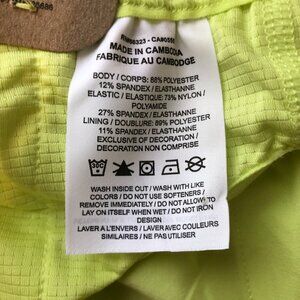 MADE IN CAMBODIA
FABRIQUE AU CAMBODGE
BODY / CORPS: 88% POLYESTER
12% SPANDEX / ELASTHANNE
ELASTIC / ELASTIQUE: 73% NYLON /
POLYAMIDE
27% SPANDEX / ELASTHANNE
LINING / DOUBLURE: 89% POLYESTER
11% SPANDEX / ELASTHANNE
EXCLUSIVE OF DECORATION /
DECORATION NON COMPRISE
WASH INSIDE OUT / WASH WITH LIKE
COLORS / DO NOT USE SOFTENERS /
REMOVE IMMEDIATELY / DO NOT ALLOW TO
LAY ON ITSELF WHEN WET / DO NOT IRON
DESIGN
LAVER A L'ENVERS / LAVER AVEC COULEURS
SIMILAIRES / NE PAS UTILISER